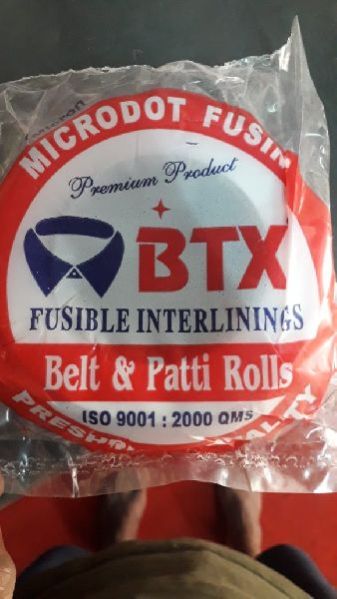 MICRODOT FUSIN
Premium Product
BTX
FUSIBLE INTERLININGS
Belt & Patti Rolls
ISO 9001 : 2000 QMS